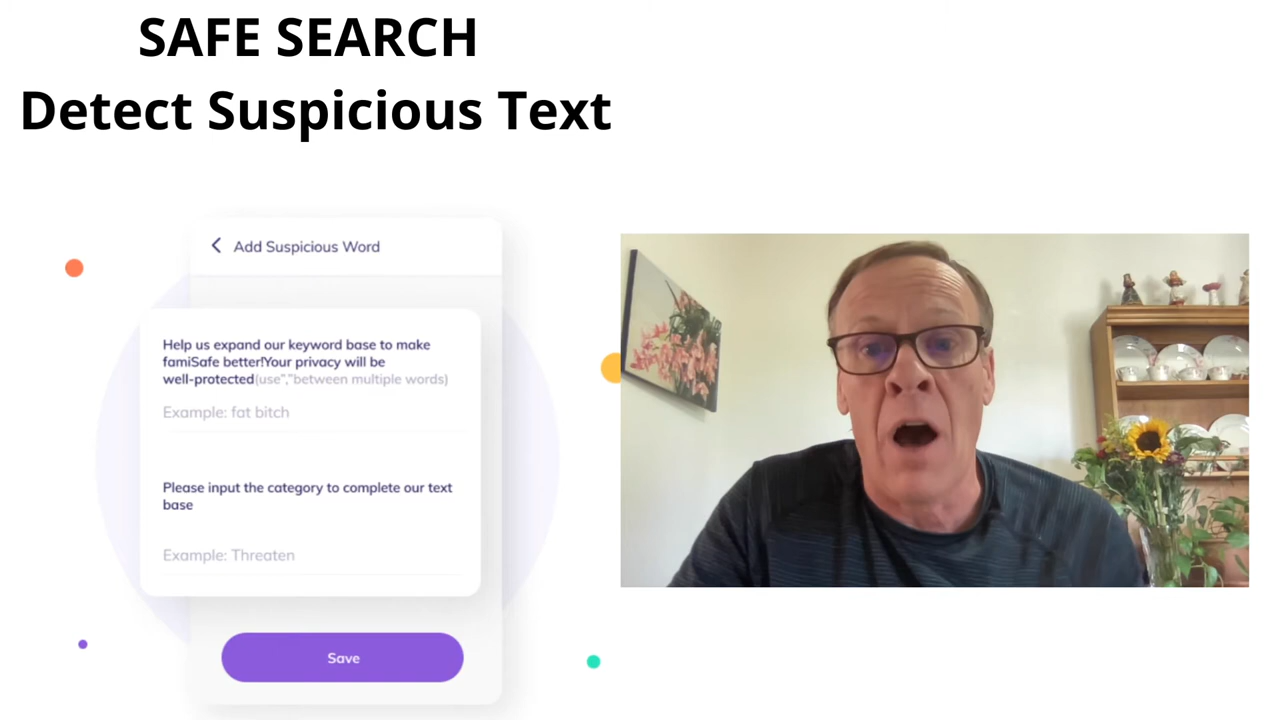 SAFE SEARCH
Detect Suspicious Text
Add Suspicious Word
Help us expand our keyword base to make
famiSafe better!Your privacy will be
well-protected(use”,“between multiple words)
Example: fat bitch
Please input the category to complete our text
base
Example: Threaten
Save